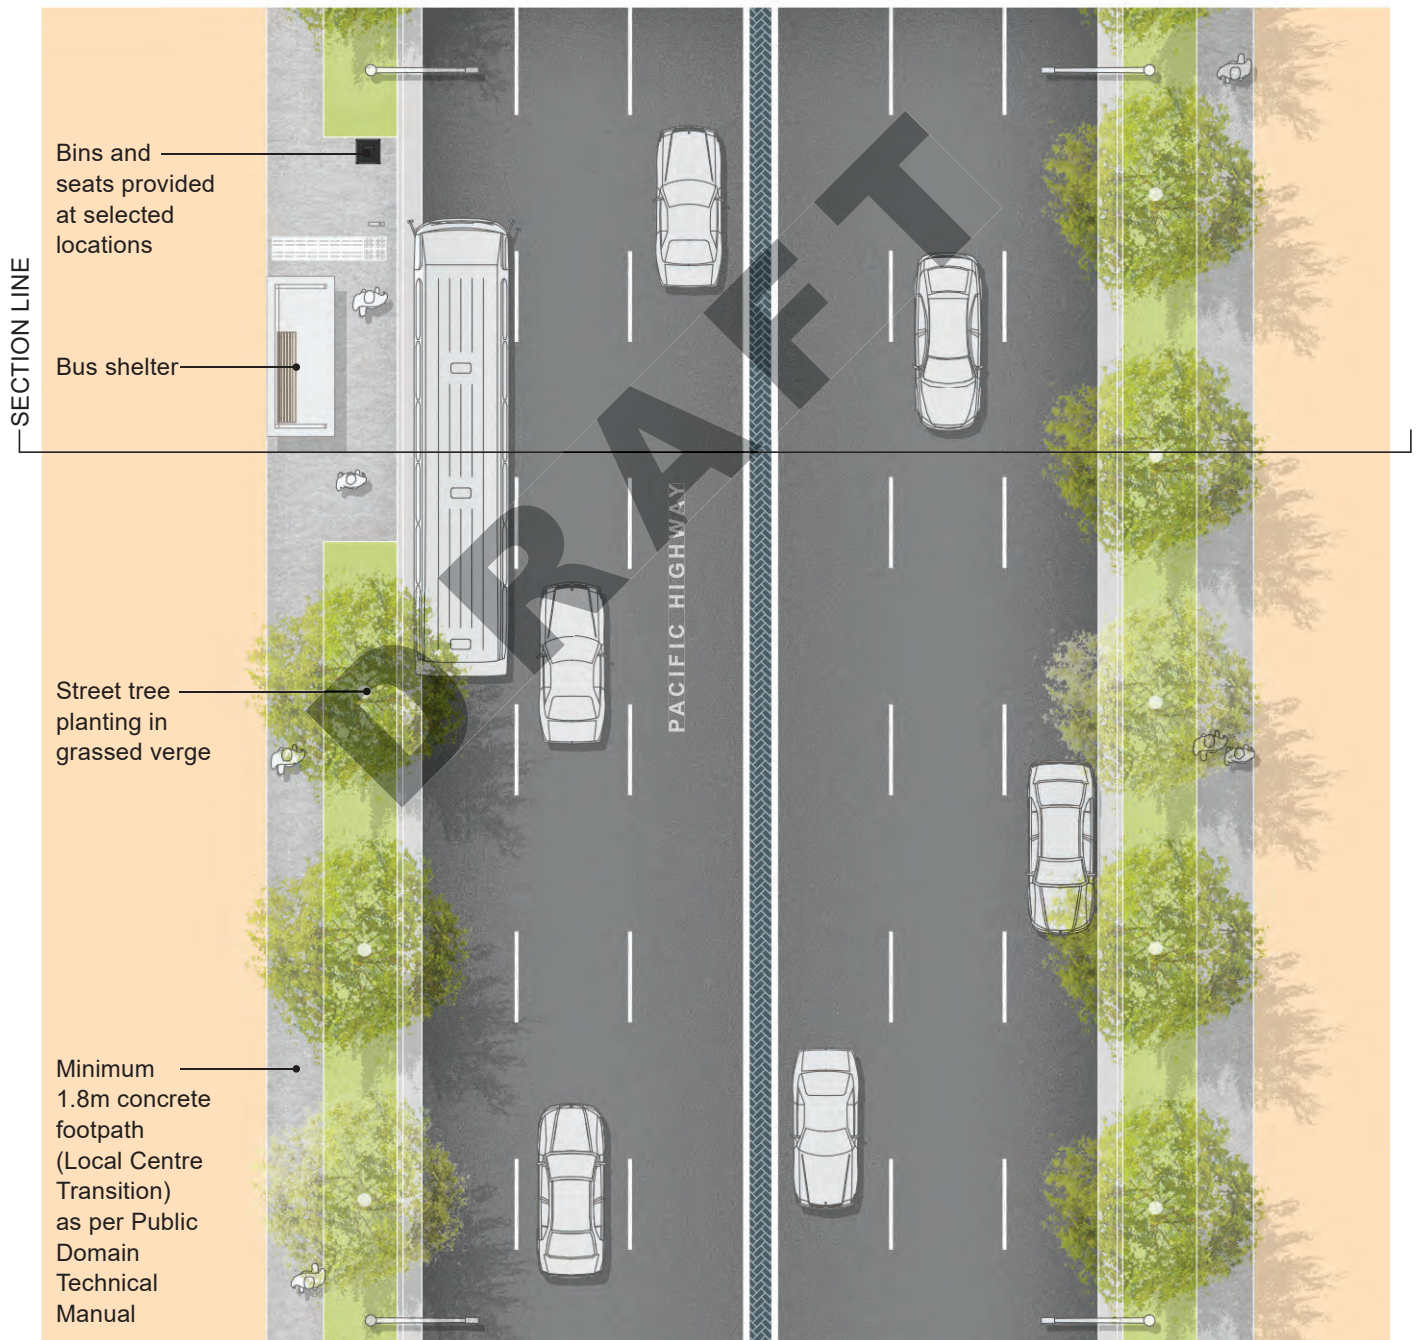 Bins and
seats provided
at selected
locations
SECTION LINE
Bus shelter
DRAFT
PACIFIC HIGHWAY
Street tree
planting in
grassed verge
Minimum
1.8m concrete
footpath
(Local Centre
Transition)
as per Public
Domain
Technical
Manual